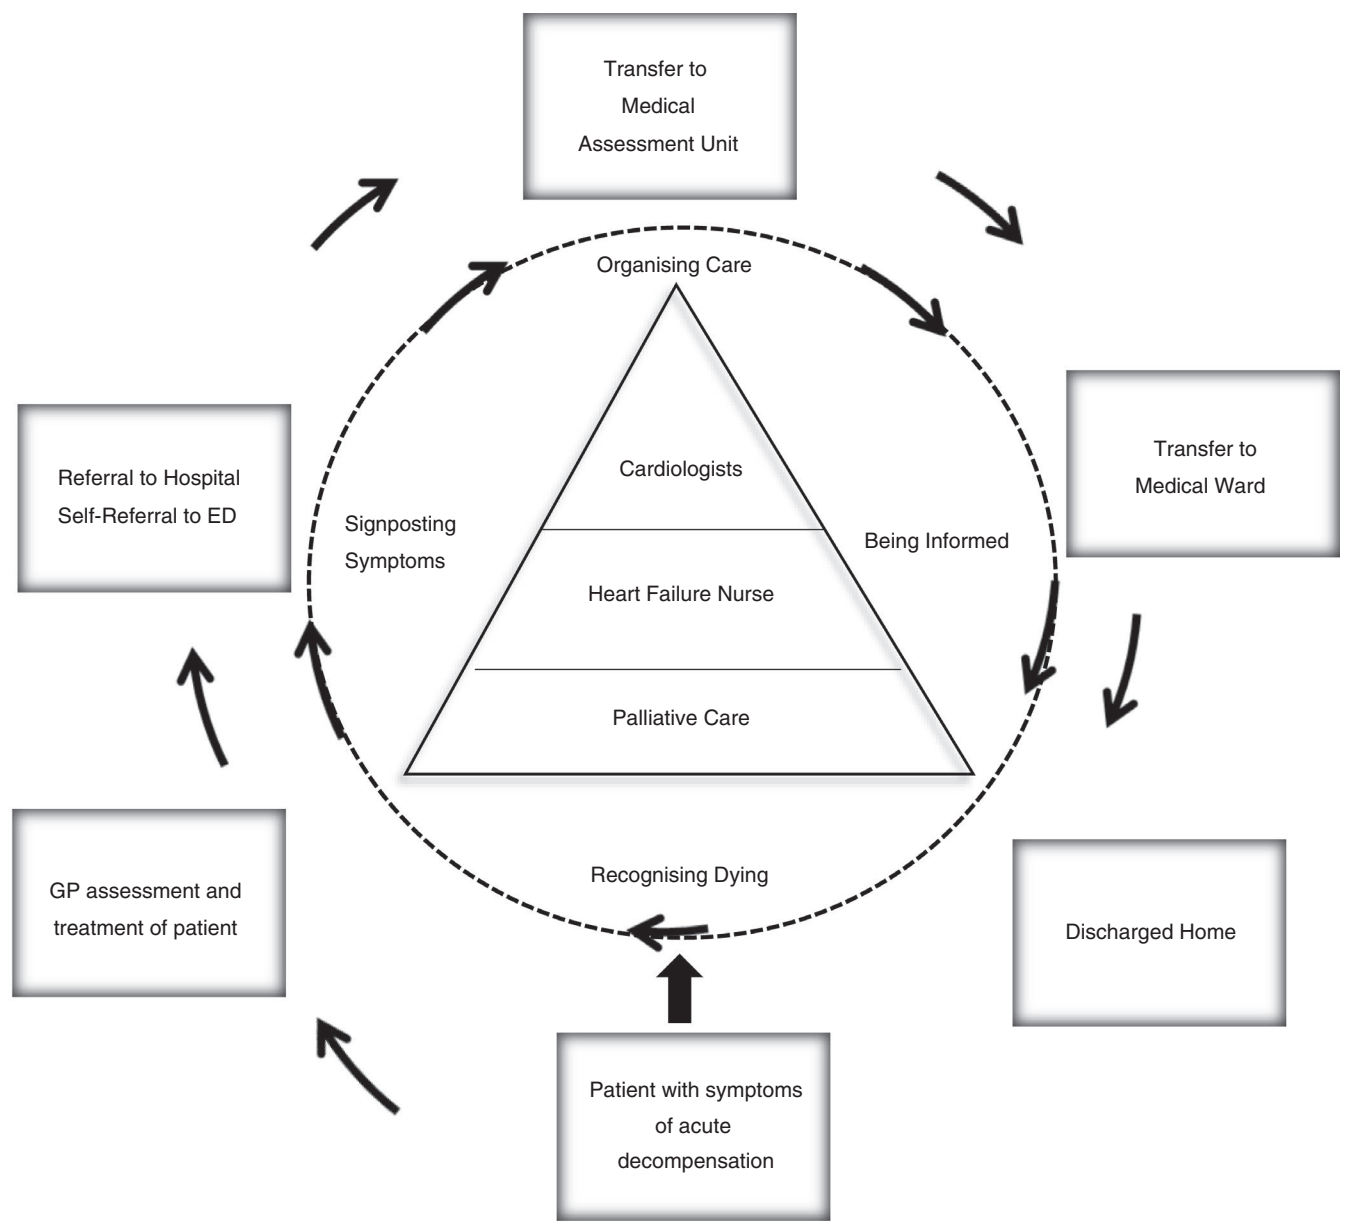 Transfer to
Medical
Assessment Unit
Organising Care
Cardiologists
Transfer to
Medical Ward
Referral to Hospital
Self-Referral to ED
Signposting
Symptoms
Being Informed
Heart Failure Nurse
Palliative Care
Recognising Dying
GP assessment and
treatment of patient
Discharged Home
Patient with symptoms
of acute
decompensation